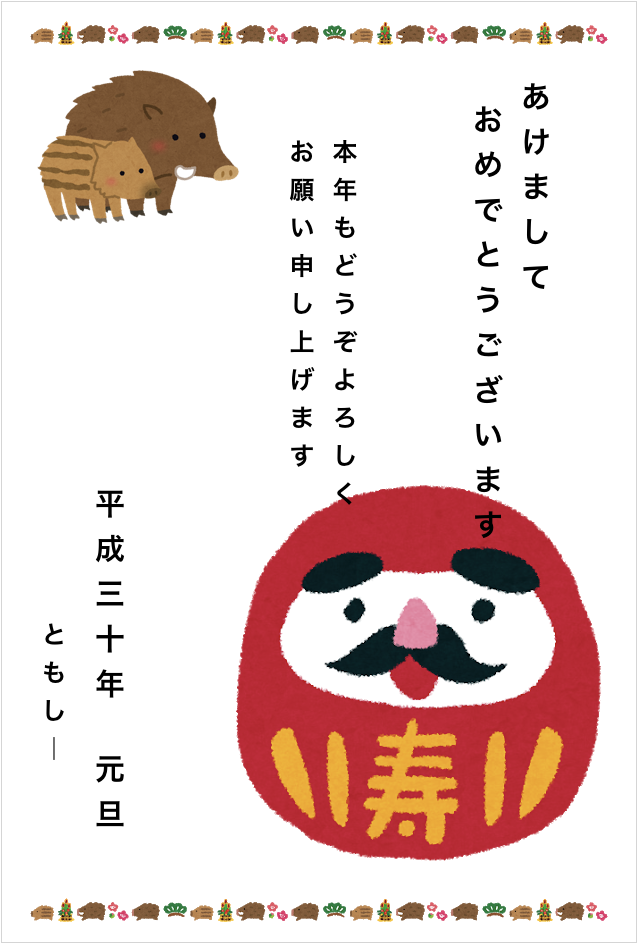 あけまして
おめでとうございます
本年もどうぞよろしく
お願い申し上げます
寿
平成三十年　元旦
ともし｜